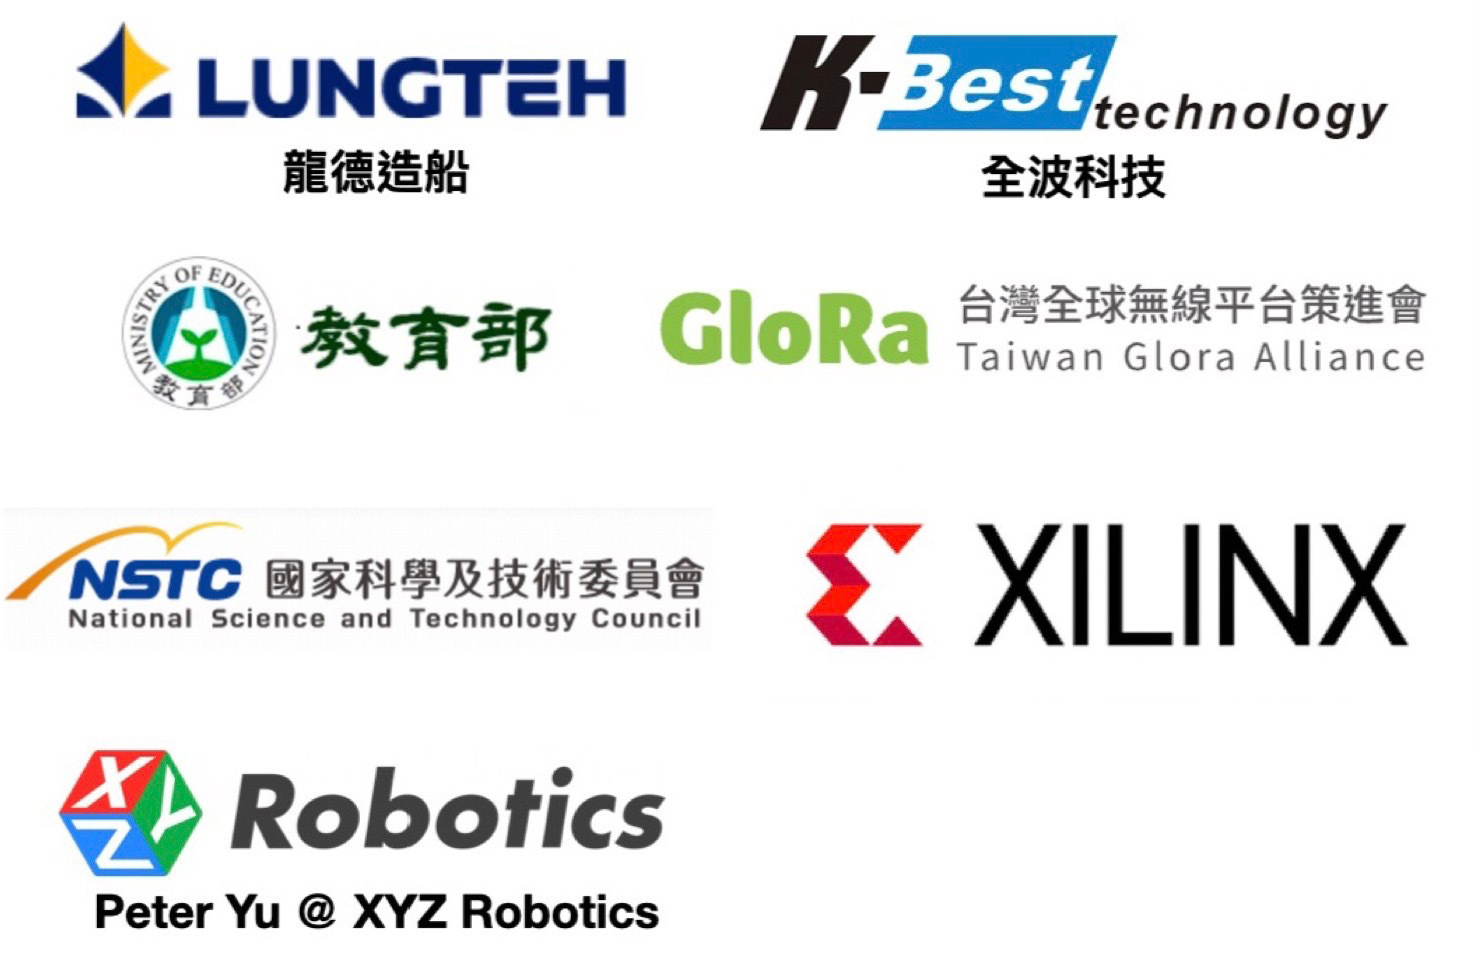 LUNGTEH
龍德造船
K-Best technology
全波科技
MINISTRY OF EDUCATION
教育部
教育部
GloRa
台灣全球無線平台策進會
Taiwan Glora Alliance
NSTC 國家科學及技術委員會
National Science and Technology Council
XILINX
XYZ Robotics
Peter Yu @ XYZ Robotics